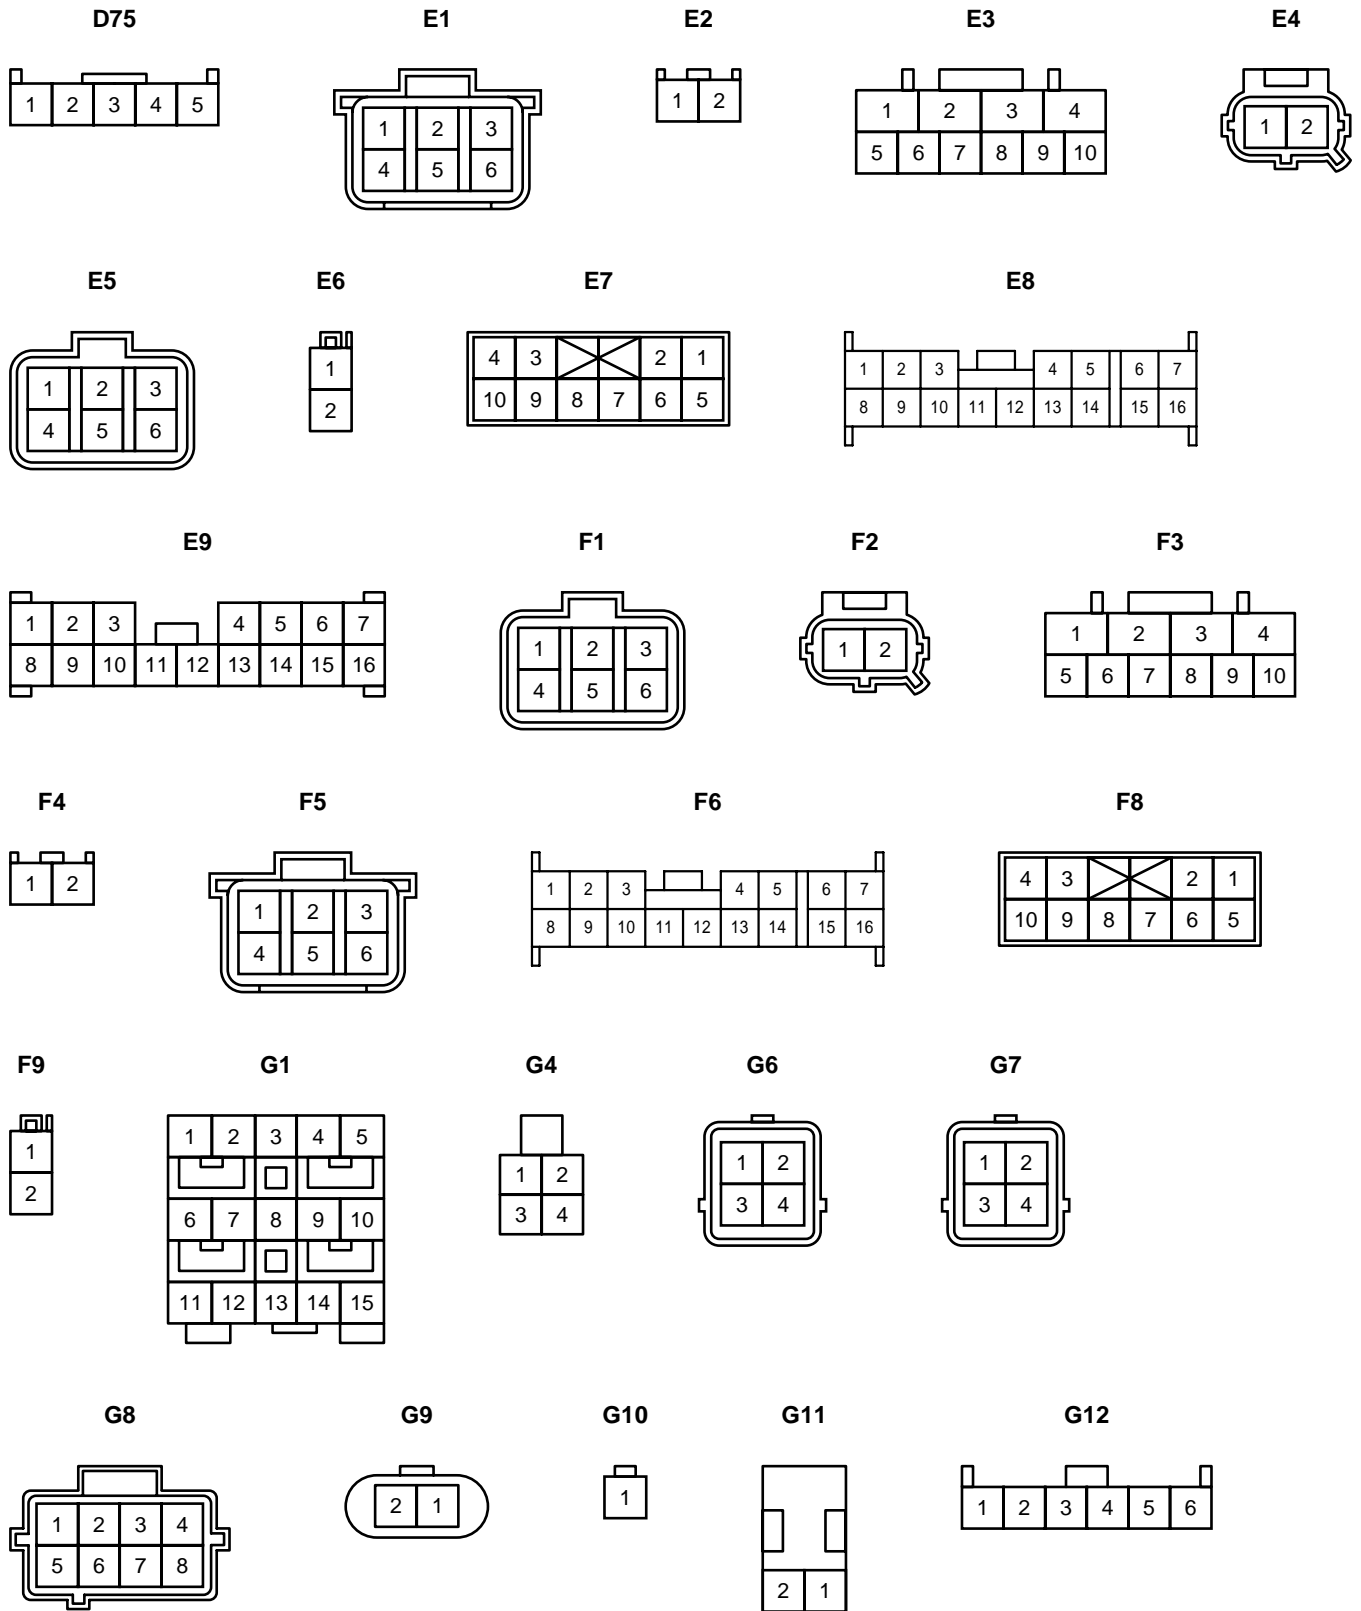 D75 E1 E2 E3 E4
1 2 3 4 5
1 2 3
4 5 6
1 2
1 2 3 4
5 6 7 8 9 10
1 2
E5 E6 E7 E8
1 2 3
4 5 6
1
2
4 3 2 1
10 9 8 7 6 5
1 2 3 4 5 6 7
8 9 10 11 12 13 14 15 16
E9 F1 F2 F3
1 2 3 4 5 6 7
8 9 10 11 12 13 14 15 16
1 2 3
4 5 6
1 2
1 2 3 4
5 6 7 8 9 10
F4 F5 F6 F8
1 2
1 2 3
4 5 6
1 2 3 4 5 6 7
8 9 10 11 12 13 14 15 16
4 3 2 1
10 9 8 7 6 5
F9 G1 G4 G6 G7
1
2
1 2 3 4 5
6 7 8 9 10
11 12 13 14 15
1 2
3 4
1 2
3 4
1 2
3 4
G8 G9 G10 G11 G12
1 2 3 4
5 6 7 8
2 1
1
2 1
1 2 3 4 5 6